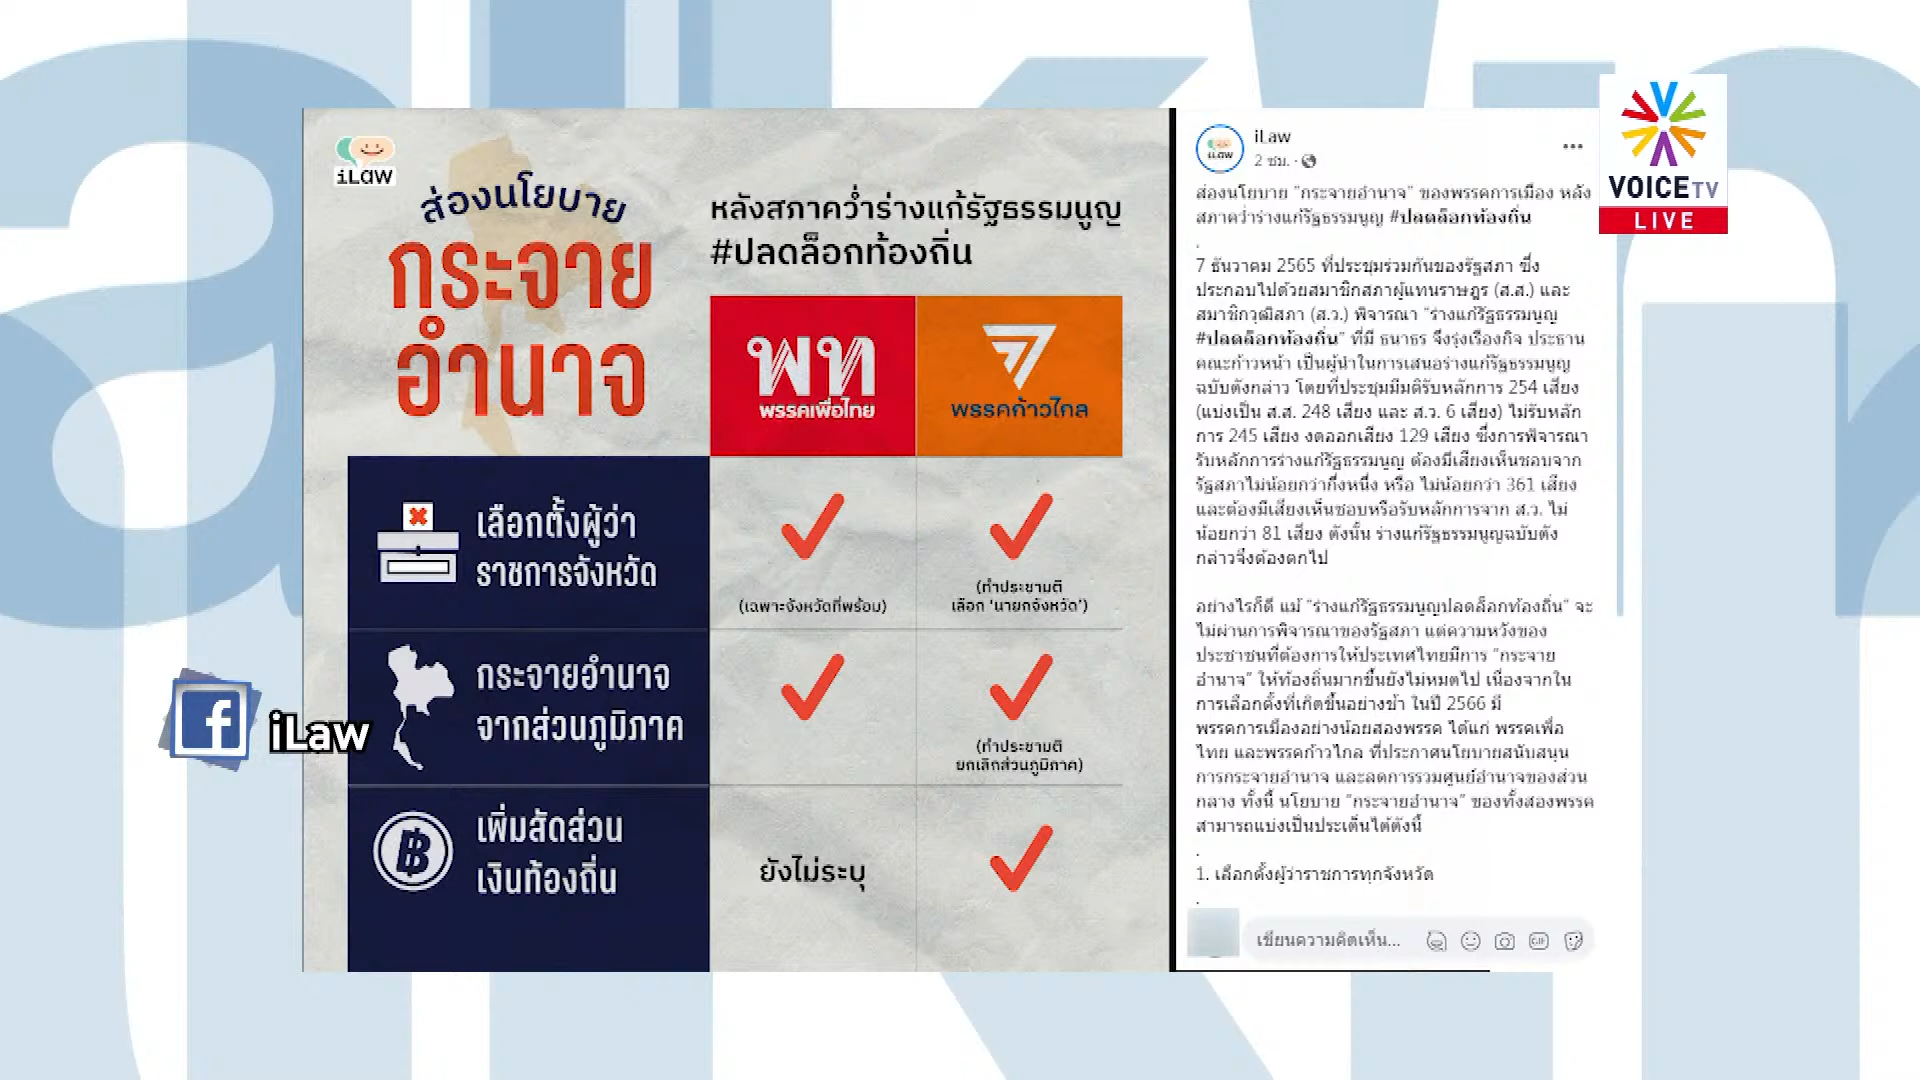 iLaw
ส่องนโยบาย
กระจาย
อำนาจ
หลังสภาคว่ำร่างแก้รัฐธรรมนูญ
#ปลดล็อกท้องถิ่น
พท
พรรคเพื่อไทย
พรรคก้าวไกล
เลือกตั้งผู้ว่า
ราชการจังหวัด
(เฉพาะจังหวัดที่พร้อม)
(ทำประชามติ
เลือก 'นายกจังหวัด')
กระจายอำนาจ
จากส่วนภูมิภาค
(ทำประชามติ
ยกเลิกส่วนภูมิภาค)
เพิ่มสัดส่วน
เงินท้องถิ่น
ยังไม่ระบุ
iLaw
iLaw
iLaw
2 ชม.
ส่องนโยบาย "กระจายอำนาจ" ของพรรคการเมือง หลัง
สภาคว่ำร่างแก้รัฐธรรมนูญ #ปลดล็อกท้องถิ่น
.
7 ธันวาคม 2565 ที่ประชุมร่วมกันของรัฐสภา ซึ่ง
ประกอบไปด้วยสมาชิกสภาผู้แทนราษฎร (ส.ส.) และ
สมาชิกวุฒิสภา (ส.ว.) พิจารณา "ร่างแก้รัฐธรรมนูญ
#ปลดล็อกท้องถิ่น" ที่มี ธนาธร จึงรุ่งเรืองกิจ ประธาน
คณะก้าวหน้า เป็นผู้นำในการเสนอร่างแก้รัฐธรรมนูญ
ฉบับดังกล่าว โดยที่ประชุมมีมติรับหลักการ 254 เสียง
(แบ่งเป็น ส.ส. 248 เสียง และ ส.ว. 6 เสียง) ไม่รับหลัก
การ 245 เสียง งดออกเสียง 129 เสียง ซึ่งการพิจารณา
รับหลักการร่างแก้รัฐธรรมนูญ ต้องมีเสียงเห็นชอบจาก
รัฐสภาไม่น้อยกว่ากึ่งหนึ่ง หรือ ไม่น้อยกว่า 361 เสียง
และต้องมีเสียงเห็นชอบหรือรับหลักการจาก ส.ว. ไม่
น้อยกว่า 81 เสียง ดังนั้น ร่างแก้รัฐธรรมนูญฉบับดัง
กล่าวจึงต้องตกไป
อย่างไรก็ดี แม้ "ร่างแก้รัฐธรรมนูญปลดล็อกท้องถิ่น" จะ
ไม่ผ่านการพิจารณาของรัฐสภา แต่ความหวังของ
ประชาชนที่ต้องการให้ประเทศไทยมีการ "กระจาย
อำนาจ" ให้ท้องถิ่นมากขึ้นยังไม่หมดไป เนื่องจากใน
การเลือกตั้งที่เกิดขึ้นอย่างช้า ในปี 2566 มี
พรรคการเมืองอย่างน้อยสองพรรค ได้แก่ พรรคเพื่อ
ไทย และพรรคก้าวไกล ที่ประกาศนโยบายสนับสนุน
การกระจายอำนาจ และลดการรวมศูนย์อำนาจของส่วน
กลาง ทั้งนี้ นโยบาย "กระจายอำนาจ" ของทั้งสองพรรค
สามารถแบ่งเป็นประเด็นได้ดังนี้
.
1. เลือกตั้งผู้ว่าราชการทุกจังหวัด
.
เขียนความคิดเห็น...
GIF
VOICE TV
LIVE